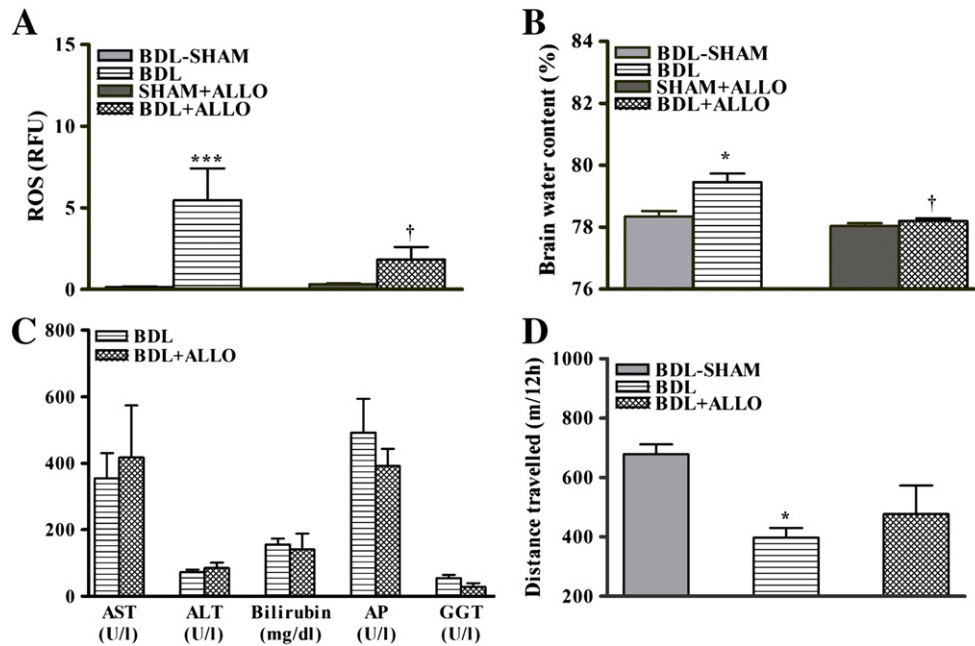 A
15
BDL-SHAM
BDL
SHAM+ALLO
BDL+ALLO
10
5
0
ROS (RFU)
***
†
B
84
BDL-SHAM
BDL
SHAM+ALLO
BDL+ALLO
82
80
78
76
Brain water content (%)
*
†
C
800
BDL
BDL+ALLO
600
400
200
0
AST ALT Bilirubin AP GGT
(U/l) (U/l) (mg/dl) (U/l) (U/l)
D
1000
BDL-SHAM
BDL
BDL+ALLO
800
600
400
200
Distance travelled (m/12h)
*